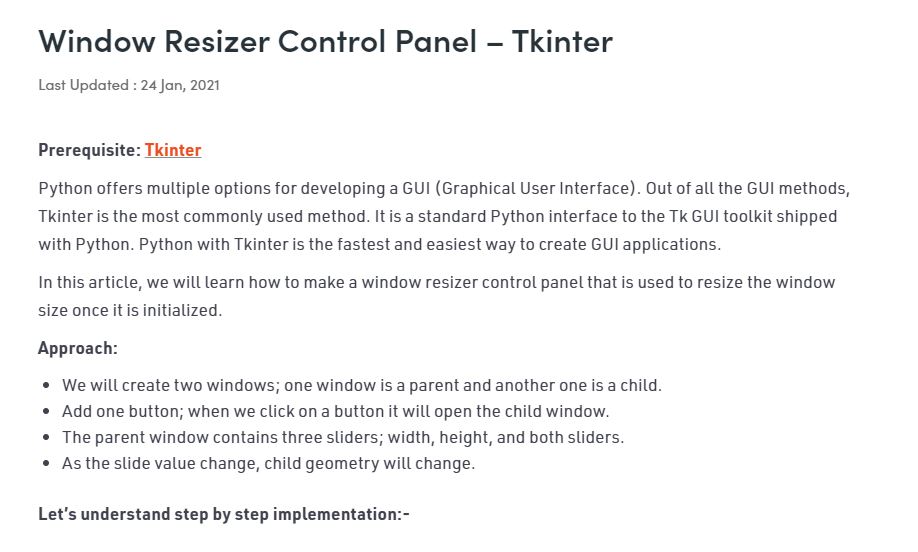 Window Resizer Control Panel – Tkinter
Last Updated : 24 Jan, 2021
Prerequisite: Tkinter
Python offers multiple options for developing a GUI (Graphical User Interface). Out of all the GUI methods,
Tkinter is the most commonly used method. It is a standard Python interface to the Tk GUI toolkit shipped
with Python. Python with Tkinter is the fastest and easiest way to create GUI applications.
In this article, we will learn how to make a window resizer control panel that is used to resize the window
size once it is initialized.
Approach:
• We will create two windows; one window is a parent and another one is a child.
• Add one button; when we click on a button it will open the child window.
• The parent window contains three sliders; width, height, and both sliders.
• As the slide value change, child geometry will change.
Let’s understand step by step implementation:-